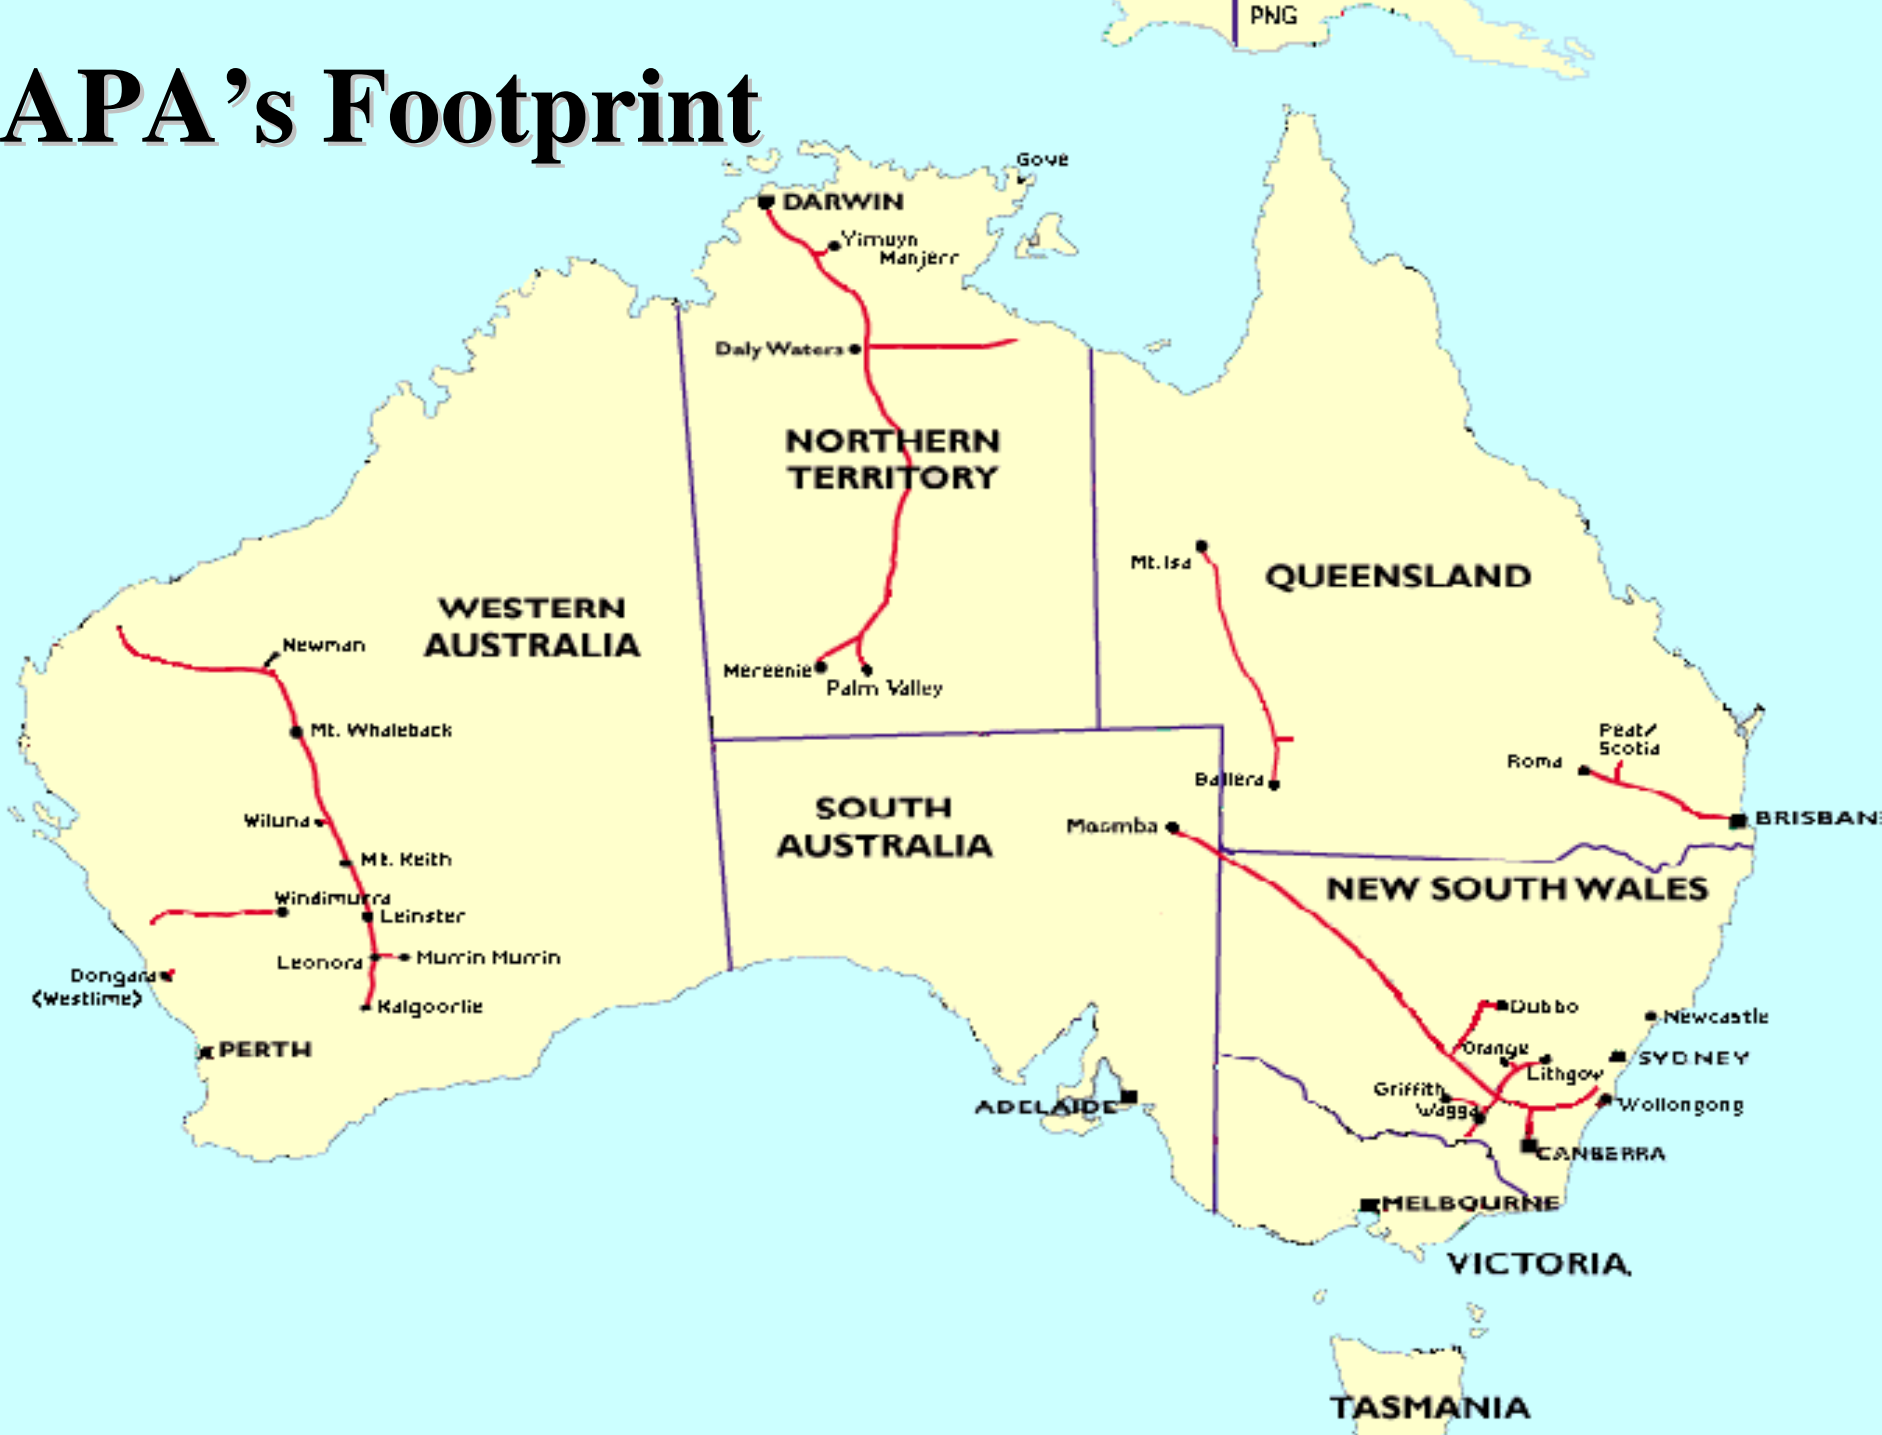 PNG
APA’s Footprint
Gove
DARWIN
Yimuyn
Manjerr
Daly Waters
NORTHERN
TERRITORY
Mt. Isa
QUEENSLAND
WESTERN
AUSTRALIA
Newman
Mereenie
Palm Valley
Mt. Whaleback
Peat/
Scotia
Roma
Ballera
SOUTH
AUSTRALIA
Moomba
BRISBANE
Wiluna
Mt. Keith
NEW SOUTH WALES
Windimurra
Leinster
Leonora
Murrin Murrin
Dongara
(Westlime)
Kalgoorlie
Dubbo
Newcastle
PERTH
Orange
SYDNEY
Lithgow
Griffith
Wagga
Wollongong
ADELAIDE
CANBERRA
MELBOURNE
VICTORIA
TASMANIA